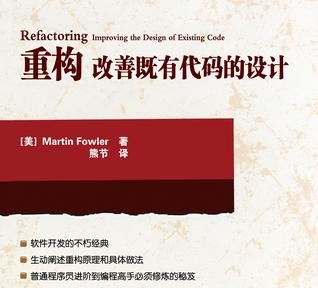 Refactoring Improving the Design of Existing Code
重构 改善既有代码的设计
[美] Martin Fowler 著
熊节 译
软件开发的不朽经典
生动阐述重构原理和具体做法
普通程序员进阶到编程高手必须修炼的秘笈